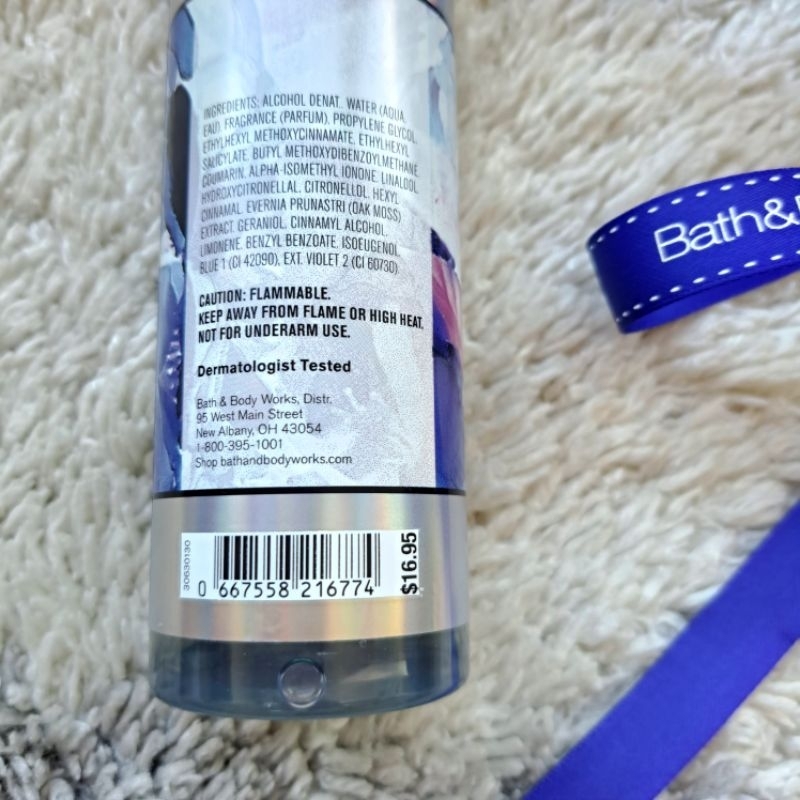 INGREDIENTS: ALCOHOL DENAT., WATER (AQUA,
EAU), FRAGRANCE (PARFUM), PROPYLENE GLYCOL,
ETHYLHEXYL METHOXYCINNAMATE, ETHYLHEXYL
SALICYLATE, BUTYL METHOXYDIBENZOYLMETHANE,
COUMARIN, ALPHA-ISOMETHYL IONONE, LINALOOL,
HYDROXYCITRONELLAL, CITRONELLOL, HEXYL
CINNAMAL, EVERNIA PRUNASTRI (OAK MOSS)
EXTRACT, GERANIOL, CINNAMYL ALCOHOL,
LIMONENE, BENZYL BENZOATE, ISOEUGENOL,
BLUE 1 (CI 42090), EXT. VIOLET 2 (CI 60730)
CAUTION: FLAMMABLE.
KEEP AWAY FROM FLAME OR HIGH HEAT.
NOT FOR UNDERARM USE.
Dermatologist Tested
Bath & Body Works, Distr.
95 West Main Street
New Albany, OH 43054
1-800-395-1001
Shop bathandbodyworks.com
30630130
0 667558 216774
$16.95
Bath&